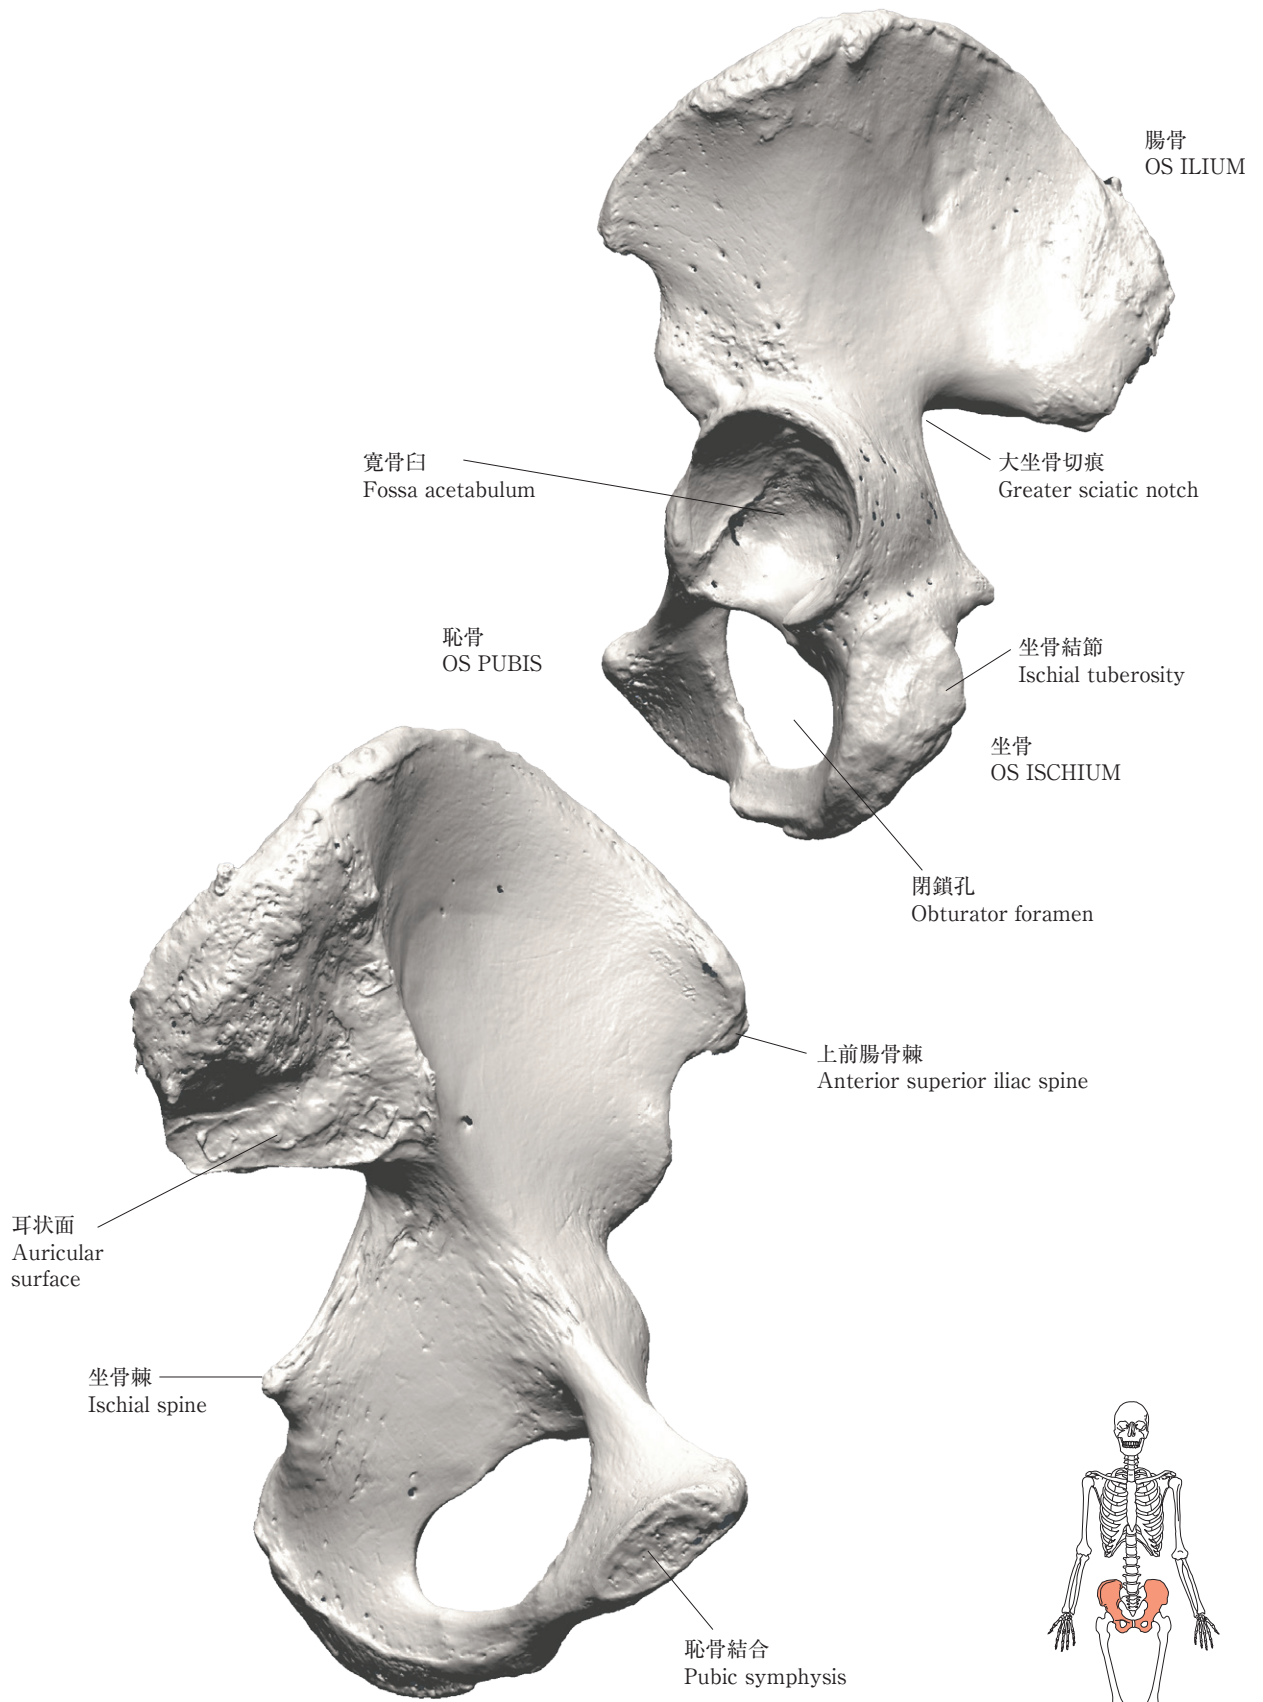 腸骨
OS ILIUM
寛骨臼
Fossa acetabulum
大坐骨切痕
Greater sciatic notch
恥骨
OS PUBIS
坐骨結節
Ischial tuberosity
坐骨
OS ISCHIUM
閉鎖孔
Obturator foramen
上前腸骨棘
Anterior superior iliac spine
耳状面
Auricular
surface
坐骨棘
Ischial spine
恥骨結合
Pubic symphysis